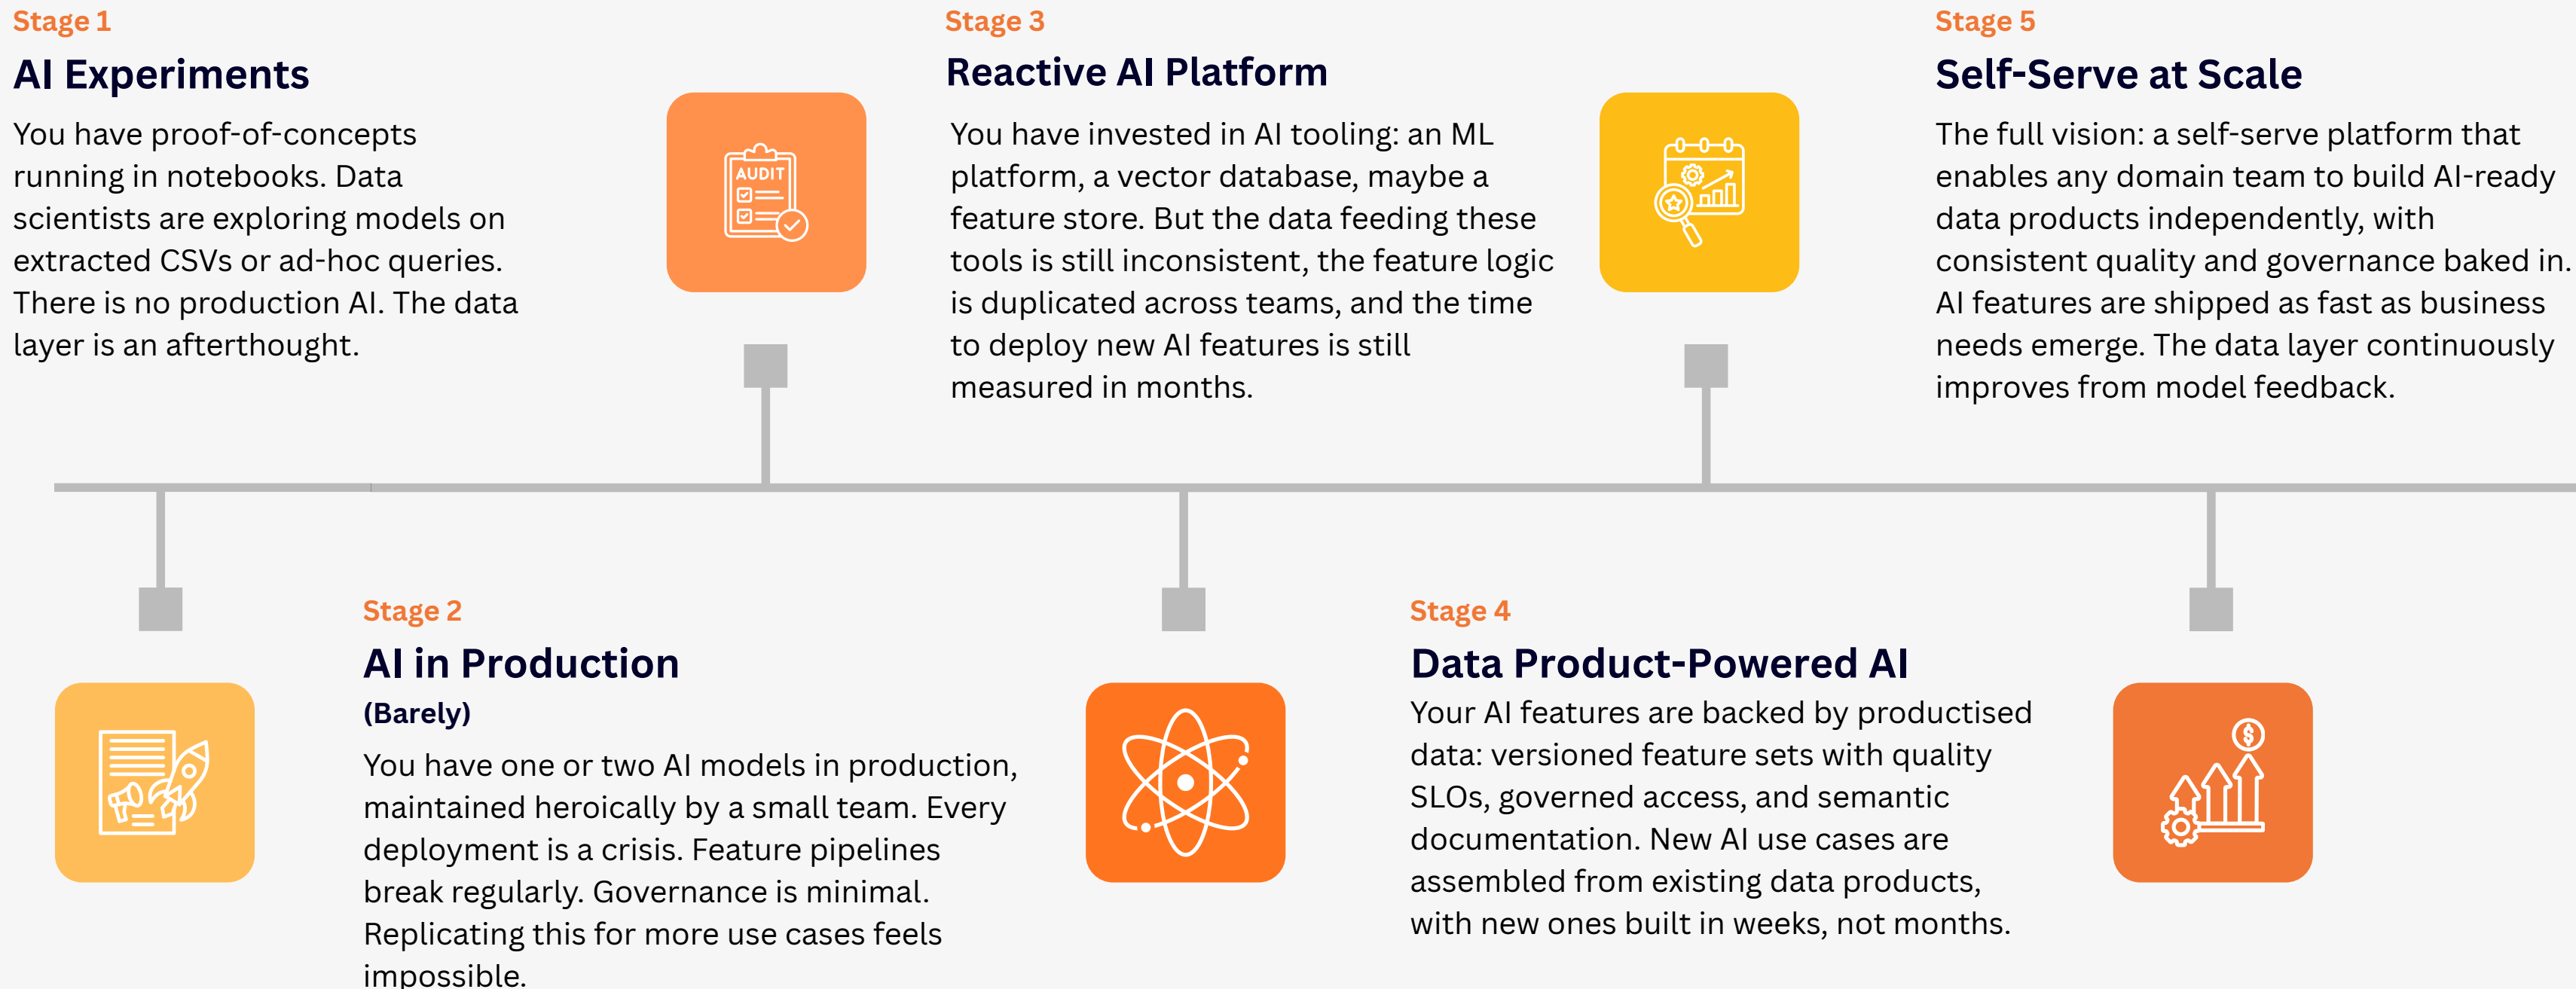 Stage 1
AI Experiments
You have proof-of-concepts
running in notebooks. Data
scientists are exploring models on
extracted CSVs or ad-hoc queries.
There is no production AI. The data
layer is an afterthought.
AUDIT
Stage 2
AI in Production
(Barely)
You have one or two AI models in production,
maintained heroically by a small team. Every
deployment is a crisis. Feature pipelines
break regularly. Governance is minimal.
Replicating this for more use cases feels
impossible.
Stage 3
Reactive AI Platform
You have invested in AI tooling: an ML
platform, a vector database, maybe a
feature store. But the data feeding these
tools is still inconsistent, the feature logic
is duplicated across teams, and the time
to deploy new AI features is still
measured in months.
Stage 4
Data Product-Powered AI
Your AI features are backed by productised
data: versioned feature sets with quality
SLOs, governed access, and semantic
documentation. New AI use cases are
assembled from existing data products,
with new ones built in weeks, not months.
Stage 5
Self-Serve at Scale
The full vision: a self-serve platform that
enables any domain team to build AI-ready
data products independently, with
consistent quality and governance baked in.
AI features are shipped as fast as business
needs emerge. The data layer continuously
improves from model feedback.
$